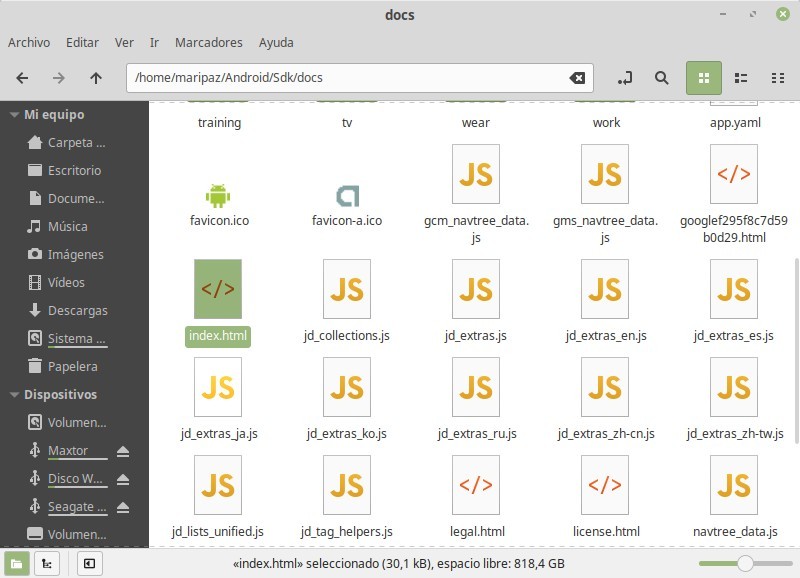 docs
Archivo Editar Ver Ir Marcadores Ayuda
/home/maripaz/Android/Sdk/docs
Mi equipo
Carpeta ...
Escritorio
Docume...
Música
Imágenes
Vídeos
Descargas
Sistema ...
Papelera
Dispositivos
Volumen...
Maxtor
Disco W...
Seagate ...
Volumen...
training tv wear work app.yaml
JS JS </>
favicon.ico favicon-a.ico gcm_navtree_data. gms_navtree_data. googlef295f8c7d59
js js b0d29.html
</> JS JS JS JS
index.html jd_collections.js jd_extras.js jd_extras_en.js jd_extras_es.js
JS JS JS JS JS
jd_extras_ja.js jd_extras_ko.js jd_extras_ru.js jd_extras_zh-cn.js jd_extras_zh-tw.js
JS JS </> </> JS
jd_lists_unified.js jd_tag_helpers.js legal.html license.html navtree_data.js
«index.html» seleccionado (30,1 kB), espacio libre: 818,4 GB